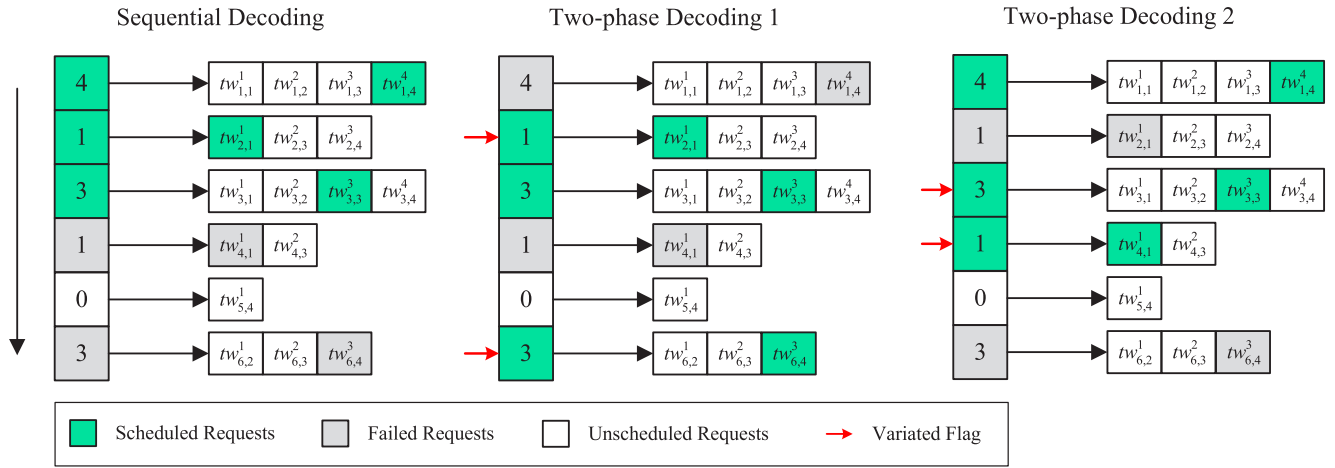 Sequential Decoding
4 tw^1_{1,1} tw^2_{1,2} tw^3_{1,3} tw^4_{1,4}
1 tw^1_{2,1} tw^2_{2,3} tw^3_{2,4}
3 tw^1_{3,1} tw^2_{3,2} tw^3_{3,3} tw^4_{3,4}
1 tw^1_{4,1} tw^2_{4,3}
0 tw^1_{5,4}
3 tw^1_{6,2} tw^2_{6,3} tw^3_{6,4}
Two-phase Decoding 1
4 tw^1_{1,1} tw^2_{1,2} tw^3_{1,3} tw^4_{1,4}
1 tw^1_{2,1} tw^2_{2,3} tw^3_{2,4}
3 tw^1_{3,1} tw^2_{3,2} tw^3_{3,3} tw^4_{3,4}
1 tw^1_{4,1} tw^2_{4,3}
0 tw^1_{5,4}
3 tw^1_{6,2} tw^2_{6,3} tw^3_{6,4}
Two-phase Decoding 2
4 tw^1_{1,1} tw^2_{1,2} tw^3_{1,3} tw^4_{1,4}
1 tw^1_{2,1} tw^2_{2,3} tw^3_{2,4}
3 tw^1_{3,1} tw^2_{3,2} tw^3_{3,3} tw^4_{3,4}
1 tw^1_{4,1} tw^2_{4,3}
0 tw^1_{5,4}
3 tw^1_{6,2} tw^2_{6,3} tw^3_{6,4}
Scheduled Requests Failed Requests Unscheduled Requests Variated Flag